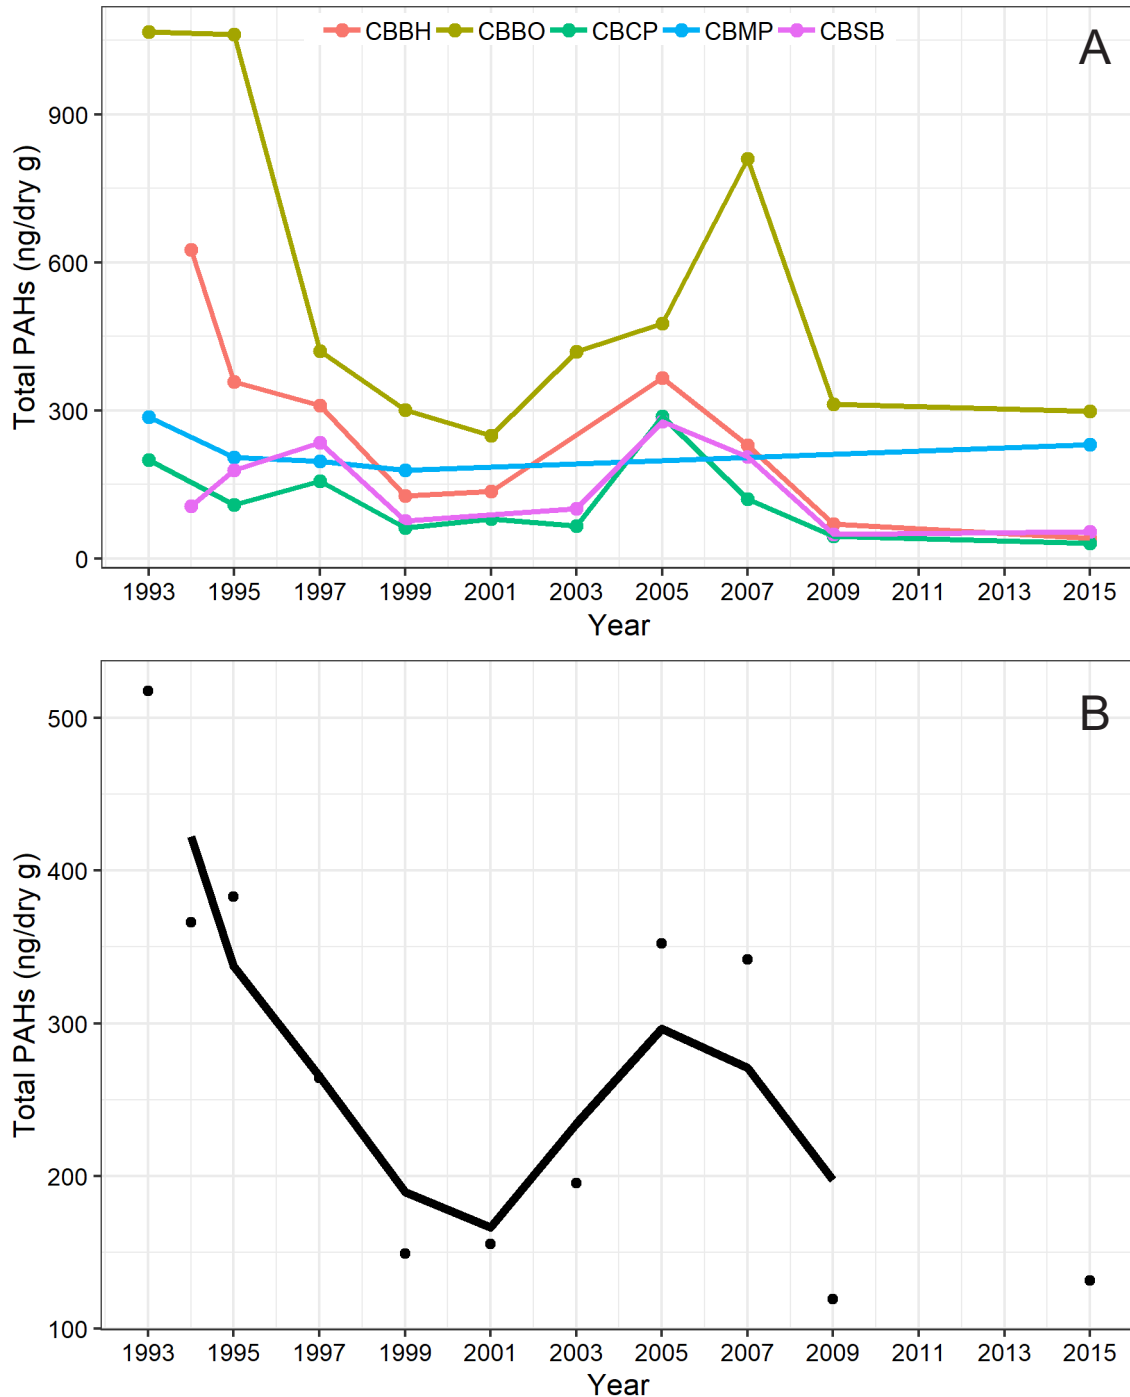 CBBH CBBO CBCP CBMP CBSB
A
Total PAHs (ng/dry g)
900
600
300
0
1993 1995 1997 1999 2001 2003 2005 2007 2009 2011 2013 2015
Year
B
Total PAHs (ng/dry g)
500
400
300
200
100
1993 1995 1997 1999 2001 2003 2005 2007 2009 2011 2013 2015
Year